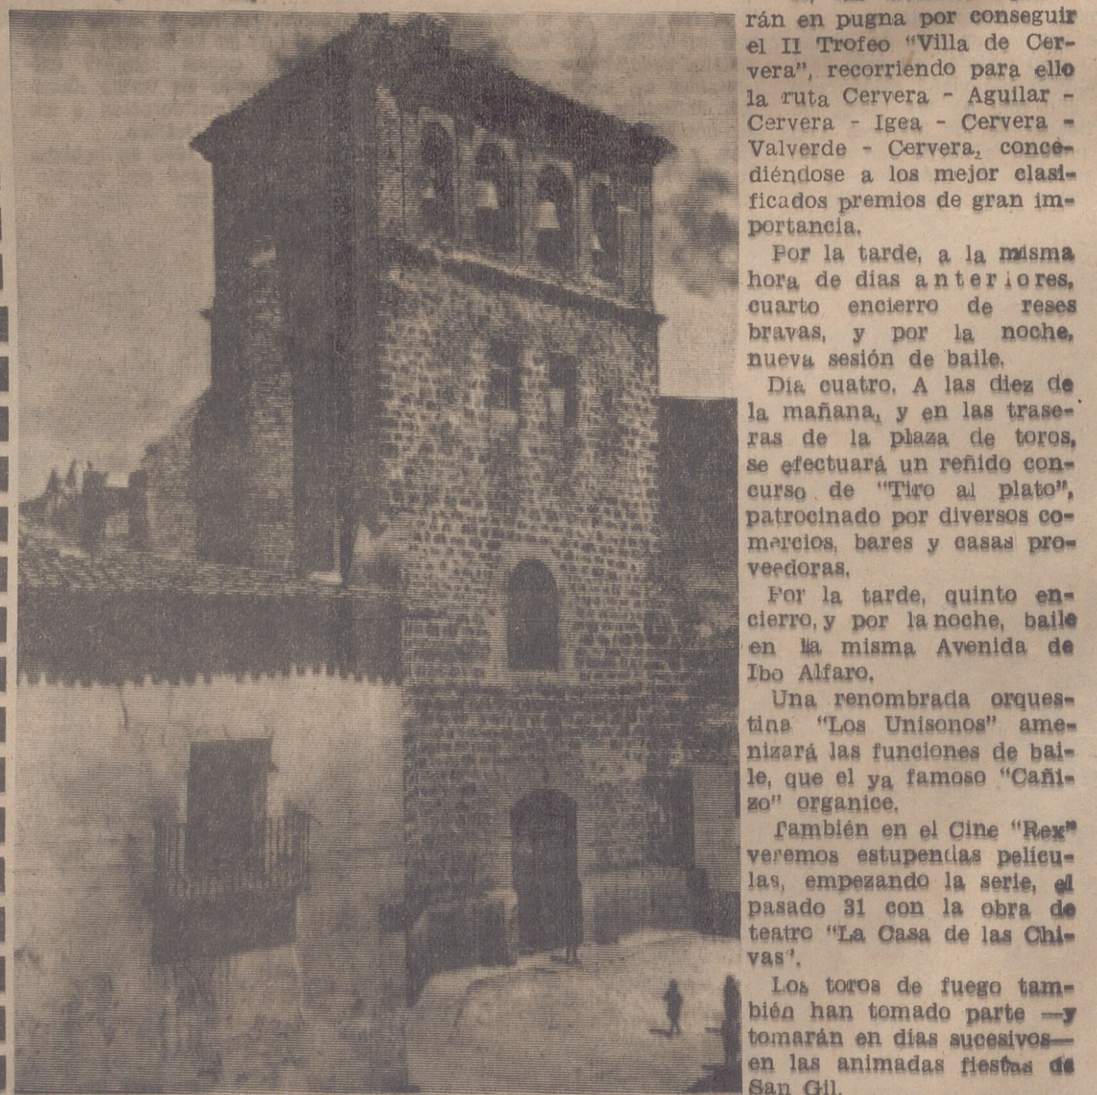 rán en pugna por conseguir
el II Trofeo "Villa de Cer-
vera", recorriendo para ello
la ruta Cervera - Aguilar -
Cervera - Igea - Cervera -
Valverde - Cervera, conce-
diéndose a los mejor clasi-
ficados premios de gran im-
portancia.
Por la tarde, a la misma
hora de días anteriores,
cuarto encierro de reses
bravas, y por la noche,
nueva sesión de baile.
Día cuatro. A las diez de
la mañana, y en las trase-
ras de la plaza de toros,
se efectuará un reñido con-
curso de "Tiro al plato",
patrocinado por diversos co-
mercios, bares y casas pro-
veedoras.
Por la tarde, quinto en-
cierro, y por la noche, baile
en la misma Avenida de
Ibo Alfaro.
Una renombrada orques-
tina "Los Unisonos" ame-
nizará las funciones de bai-
le, que el ya famoso "Cañi-
zo" organice.
También en el Cine "Rex"
veremos estupendas pelícu-
las, empezando la serie, el
pasado 31 con la obra de
teatro "La Casa de las Chi-
vas".
Los toros de fuego tam-
bién han tomado parte —y
tomarán en días sucesivos—
en las animadas fiestas de
San Gil.